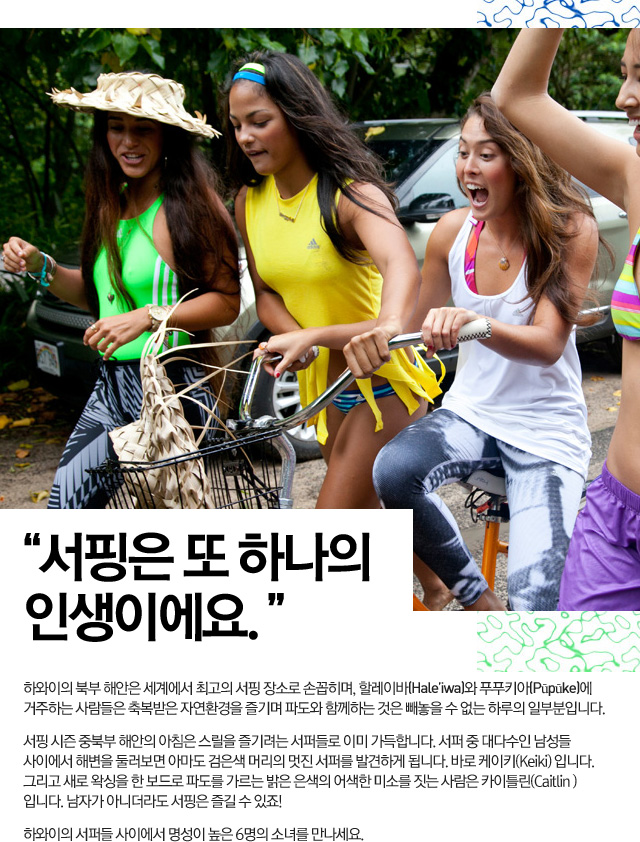 adidas
“서핑은 또 하나의
인생이에요. ”
하와이의 북부 해안은 세계에서 최고의 서핑 장소로 손꼽히며, 할레이바(Hale'iwa)와 푸푸키아(Pūpūke)에
거주하는 사람들은 축복받은 자연환경을 즐기며 파도와 함께하는 것은 빼놓을 수 없는 하루의 일부분입니다.
서핑 시즌 중북부 해안의 아침은 스릴을 즐기려는 서퍼들로 이미 가득합니다. 서퍼 중 대다수인 남성들
사이에서 해변을 둘러보면 아마도 검은색 머리의 멋진 서퍼를 발견하게 됩니다. 바로 케이키(Keiki) 입니다.
그리고 새로 왁싱을 한 보드로 파도를 가르는 밝은 은색의 어색한 미소를 짓는 사람은 카이틀린(Caitlin )
입니다. 남자가 아니더라도 서핑은 즐길 수 있죠!
하와이의 서퍼들 사이에서 명성이 높은 6명의 소녀를 만나세요.